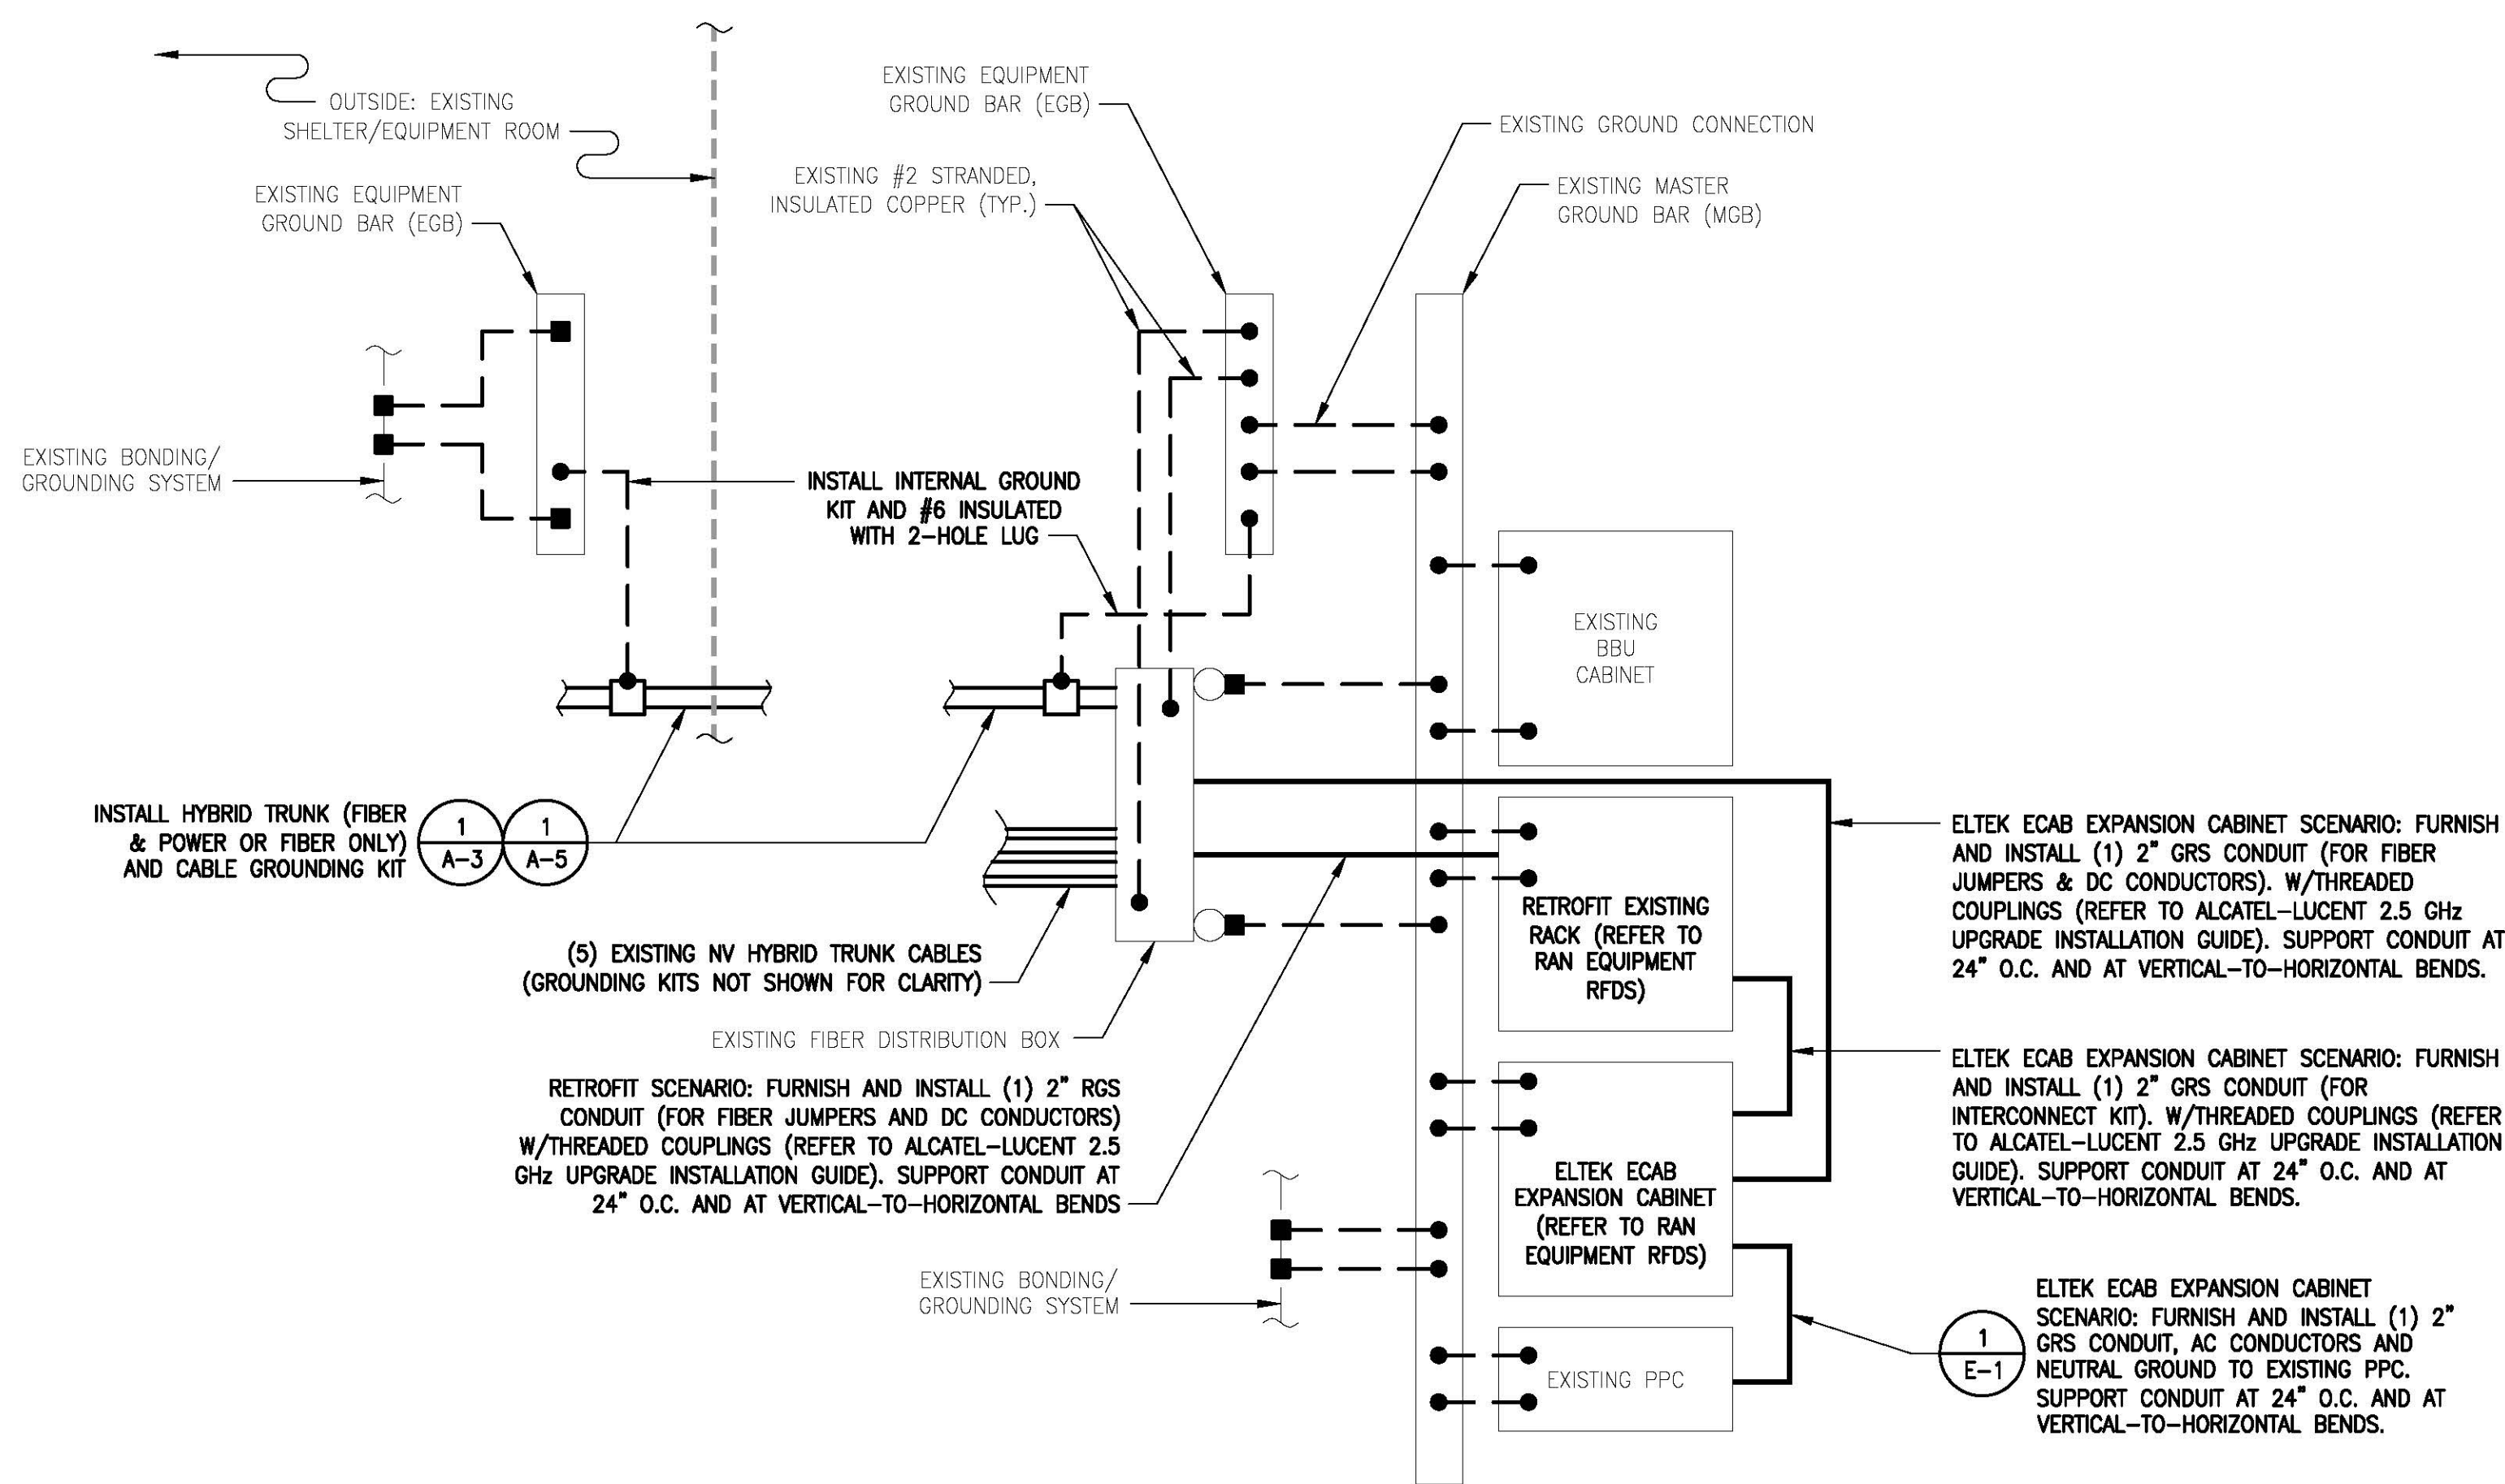 OUTSIDE: EXISTING
SHELTER/EQUIPMENT ROOM
EXISTING EQUIPMENT
GROUND BAR (EGB)
EXISTING EQUIPMENT
GROUND BAR (EGB)
EXISTING #2 STRANDED,
INSULATED COPPER (TYP.)
EXISTING GROUND CONNECTION
EXISTING MASTER
GROUND BAR (MGB)
EXISTING BONDING/
GROUNDING SYSTEM
INSTALL INTERNAL GROUND
KIT AND #6 INSULATED
WITH 2-HOLE LUG
EXISTING
BBU
CABINET
INSTALL HYBRID TRUNK (FIBER
& POWER OR FIBER ONLY)
AND CABLE GROUNDING KIT
1
A-3
1
A-5
(5) EXISTING NV HYBRID TRUNK CABLES
(GROUNDING KITS NOT SHOWN FOR CLARITY)
EXISTING FIBER DISTRIBUTION BOX
RETROFIT SCENARIO: FURNISH AND INSTALL (1) 2" RGS
CONDUIT (FOR FIBER JUMPERS AND DC CONDUCTORS)
W/THREADED COUPLINGS (REFER TO ALCATEL-LUCENT 2.5
GHz UPGRADE INSTALLATION GUIDE). SUPPORT CONDUIT AT
24" O.C. AND AT VERTICAL-TO-HORIZONTAL BENDS
RETROFIT EXISTING
RACK (REFER TO
RAN EQUIPMENT
RFDS)
ELTEK ECAB
EXPANSION CABINET
(REFER TO RAN
EQUIPMENT RFDS)
EXISTING PPC
EXISTING BONDING/
GROUNDING SYSTEM
ELTEK ECAB EXPANSION CABINET SCENARIO: FURNISH
AND INSTALL (1) 2" GRS CONDUIT (FOR FIBER
JUMPERS & DC CONDUCTORS). W/THREADED
COUPLINGS (REFER TO ALCATEL-LUCENT 2.5 GHz
UPGRADE INSTALLATION GUIDE). SUPPORT CONDUIT AT
24" O.C. AND AT VERTICAL-TO-HORIZONTAL BENDS.
ELTEK ECAB EXPANSION CABINET SCENARIO: FURNISH
AND INSTALL (1) 2" GRS CONDUIT (FOR
INTERCONNECT KIT). W/THREADED COUPLINGS (REFER
TO ALCATEL-LUCENT 2.5 GHz UPGRADE INSTALLATION
GUIDE). SUPPORT CONDUIT AT 24" O.C. AND AT
VERTICAL-TO-HORIZONTAL BENDS.
1
E-1
ELTEK ECAB EXPANSION CABINET
SCENARIO: FURNISH AND INSTALL (1) 2"
GRS CONDUIT, AC CONDUCTORS AND
NEUTRAL GROUND TO EXISTING PPC.
SUPPORT CONDUIT AT 24" O.C. AND AT
VERTICAL-TO-HORIZONTAL BENDS.